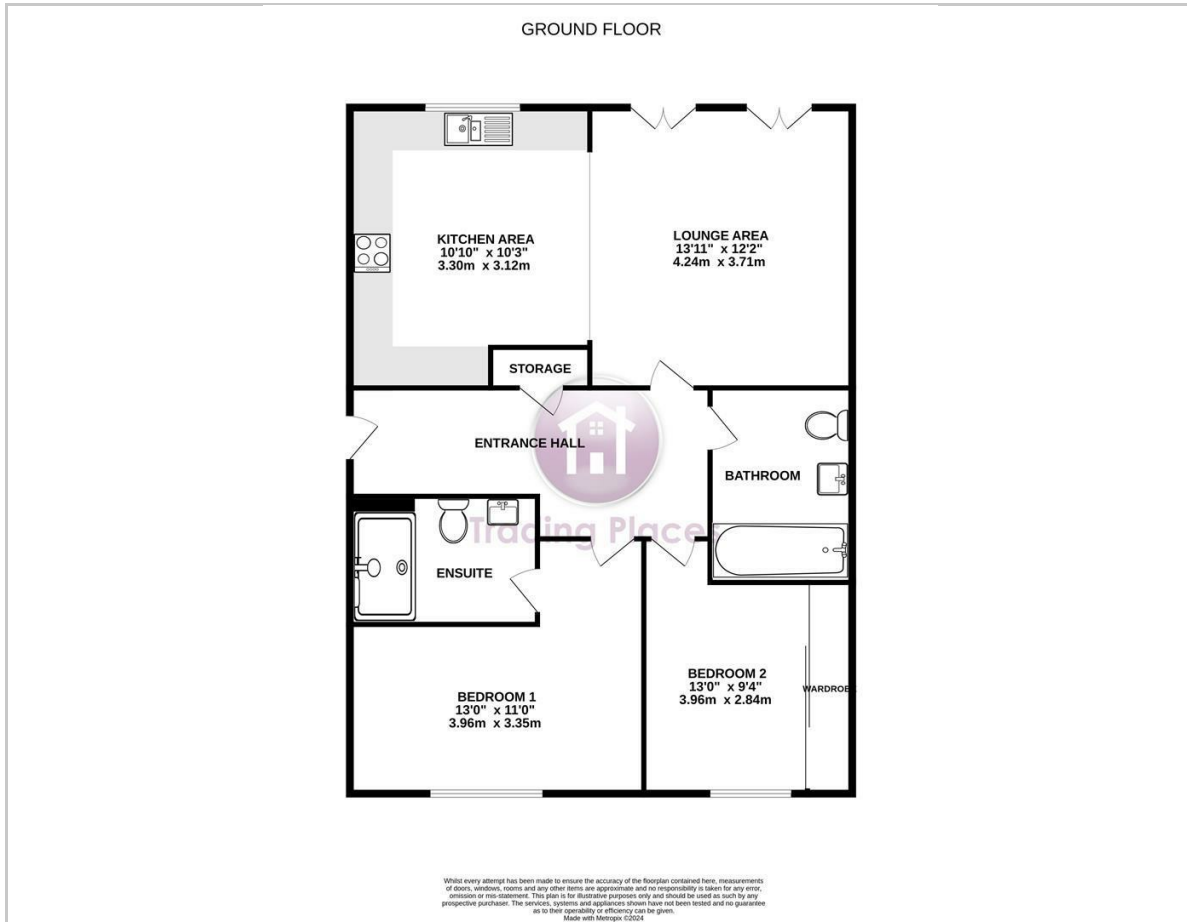 GROUND FLOOR
KITCHEN AREA
10'10" x 10'3"
3.30m x 3.12m
LOUNGE AREA
13'11" x 12'2"
4.24m x 3.71m
STORAGE
ENTRANCE HALL
BATHROOM
Trading Places
ENSUITE
BEDROOM 1
13'0" x 11'0"
3.96m x 3.35m
BEDROOM 2
13'0" x 9'4"
3.96m x 2.84m
WARDROBE
Whilst every attempt has been made to ensure the accuracy of the floorplan contained here, measurements
of doors, windows, rooms and any other items are approximate and no responsibility is taken for any error,
omission or mis-statement. This plan is for illustrative purposes only and should be used as such by any
prospective purchaser. The services, systems and appliances shown have not been tested and no guarantee
as to their operability or efficiency can be given.
Made with Metropix ©2024